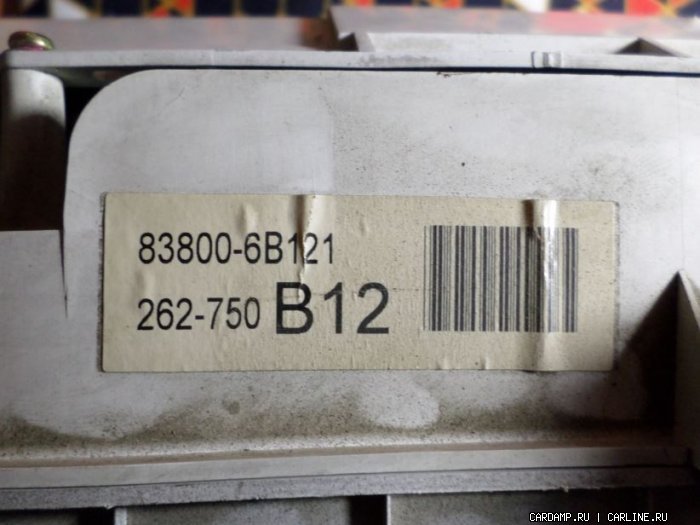 83800-6B121
262-750 B12
CARDAMP.RU | CARLINE.RU